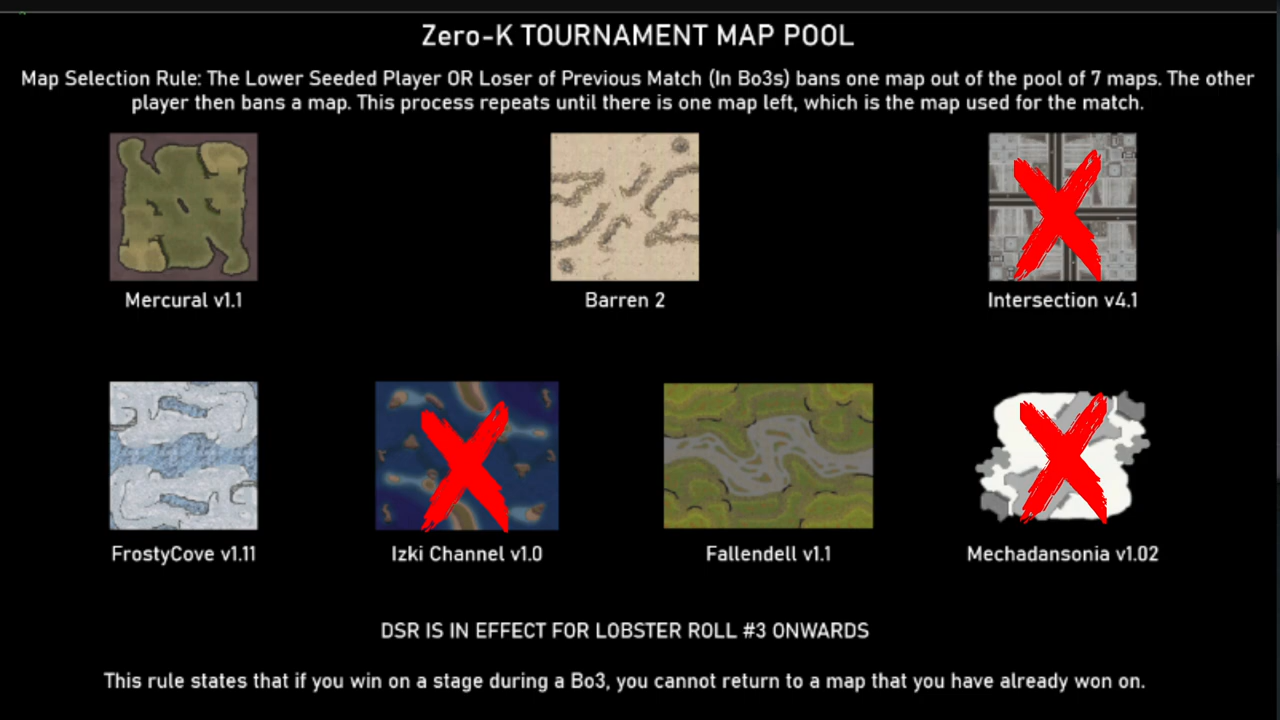 Zero-K TOURNAMENT MAP POOL
Map Selection Rule: The Lower Seeded Player OR Loser of Previous Match (In Bo3s) bans one map out of the pool of 7 maps. The other
player then bans a map. This process repeats until there is one map left, which is the map used for the match.
Mercural v1.1
Barren 2
Intersection v4.1
FrostyCove v1.11
Izki Channel v1.0
Fallendell v1.1
Mechadansonia v1.02
DSR IS IN EFFECT FOR LOBSTER ROLL #3 ONWARDS
This rule states that if you win on a stage during a Bo3, you cannot return to a map that you have already won on.